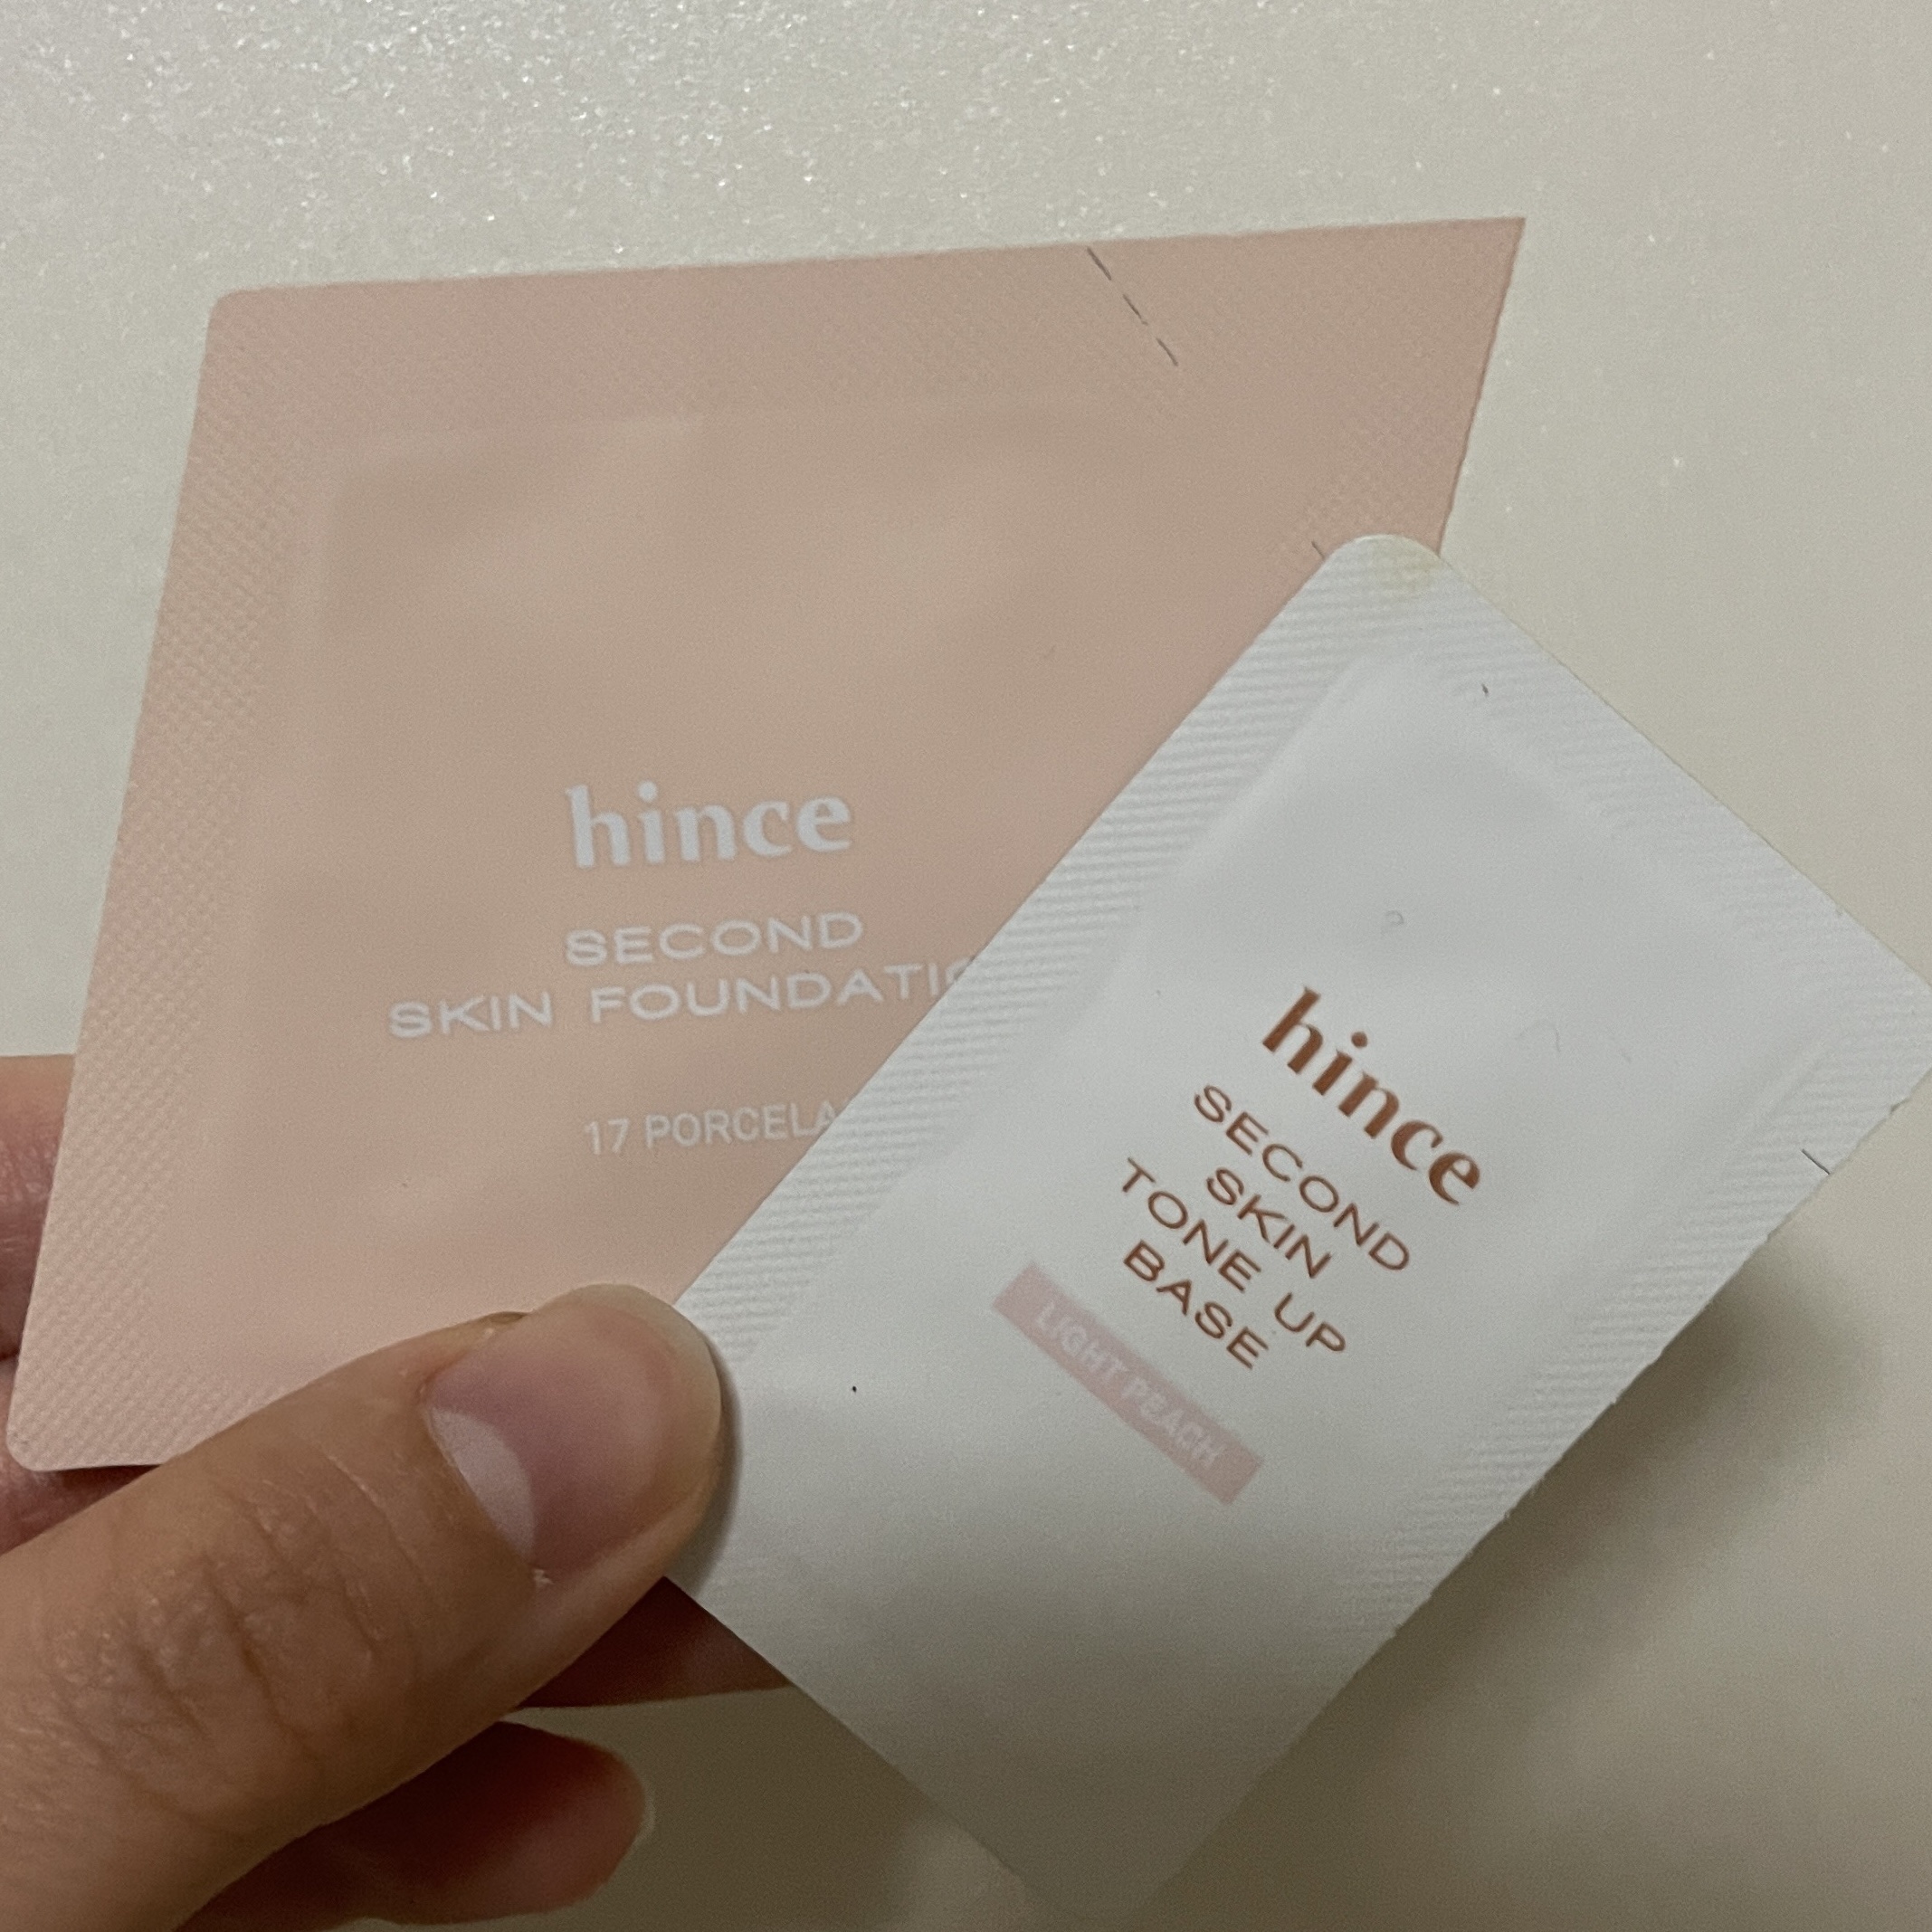 hince
SECOND
SKIN FOUNDATIO
17 PORCELA
hince
SECOND
SKIN
TONE UP
BASE
LIGHT PEACH